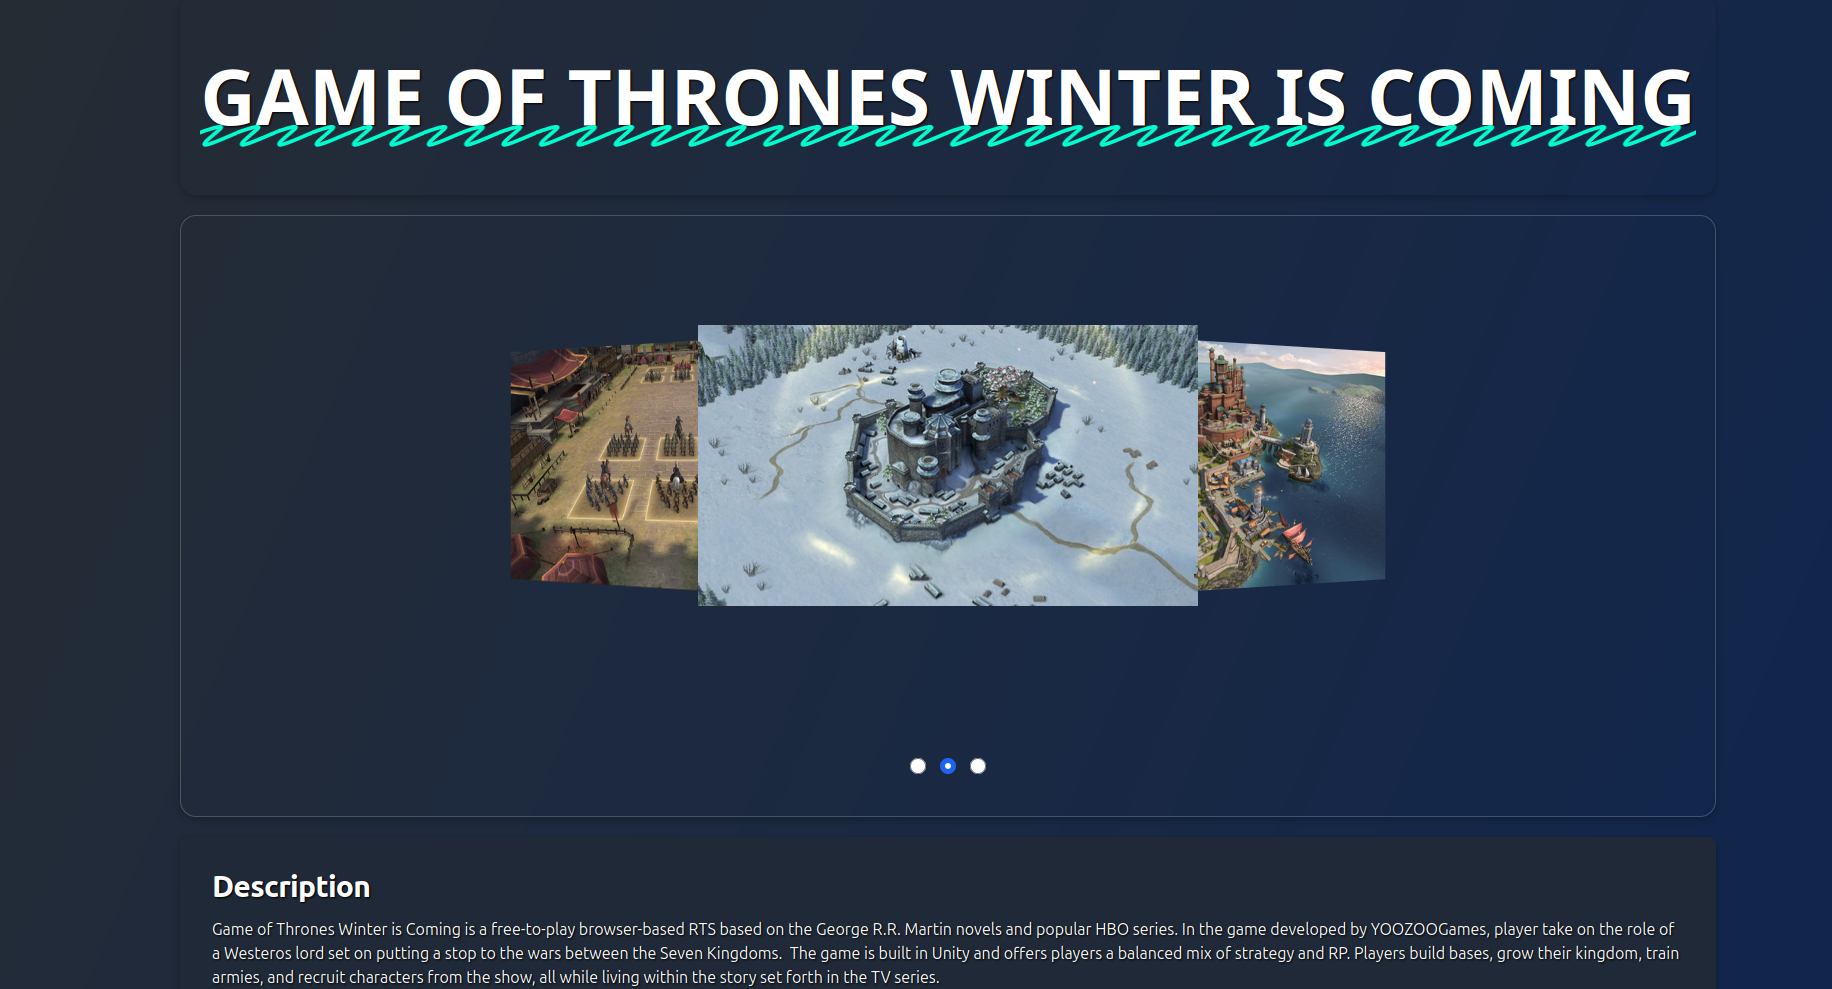 GAME OF THRONES WINTER IS COMING
Description
Game of Thrones Winter is Coming is a free-to-play browser-based RTS based on the George R.R. Martin novels and popular HBO series. In the game developed by YOOZOOGames, player take on the role of
a Westeros lord set on putting a stop to the wars between the Seven Kingdoms.  The game is built in Unity and offers players a balanced mix of strategy and RP. Players build bases, grow their kingdom, train
armies, and recruit characters from the show, all while living within the story set forth in the TV series.